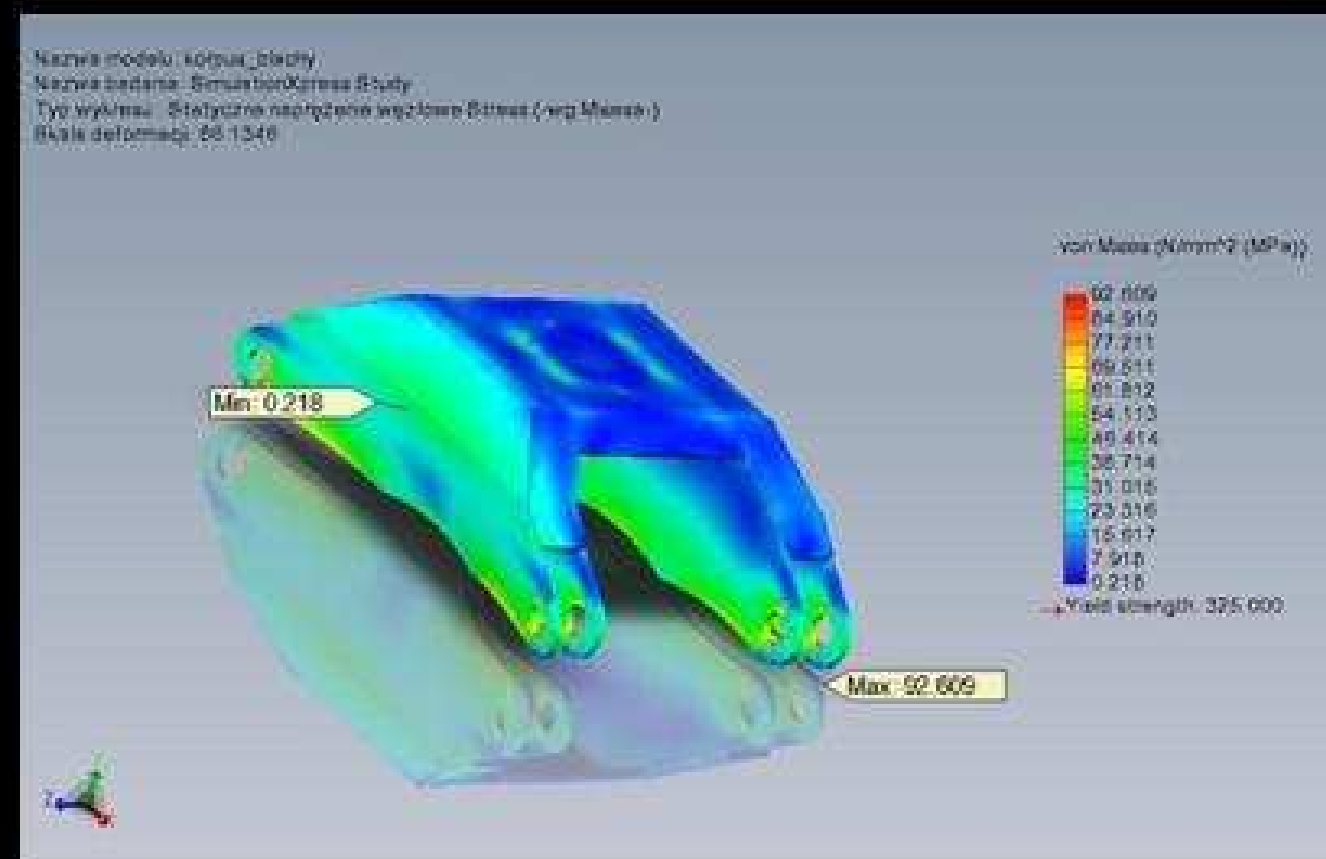 Nazwa modelu: korpus_blachy
Nazwa badania: SimulationXpress Study
Typ wykresu: Statyczne naprężenie węzłowe Stress (-wg Misesa-)
Skala deformacji: 66.1346
von Mises (N/mm^2 (MPa))
92.609
84.910
77.211
69.511
61.812
54.113
46.414
38.714
31.015
23.316
15.617
7.918
0.218
Yield strength: 325.000
Min: 0.218
Max: 92.609
Z